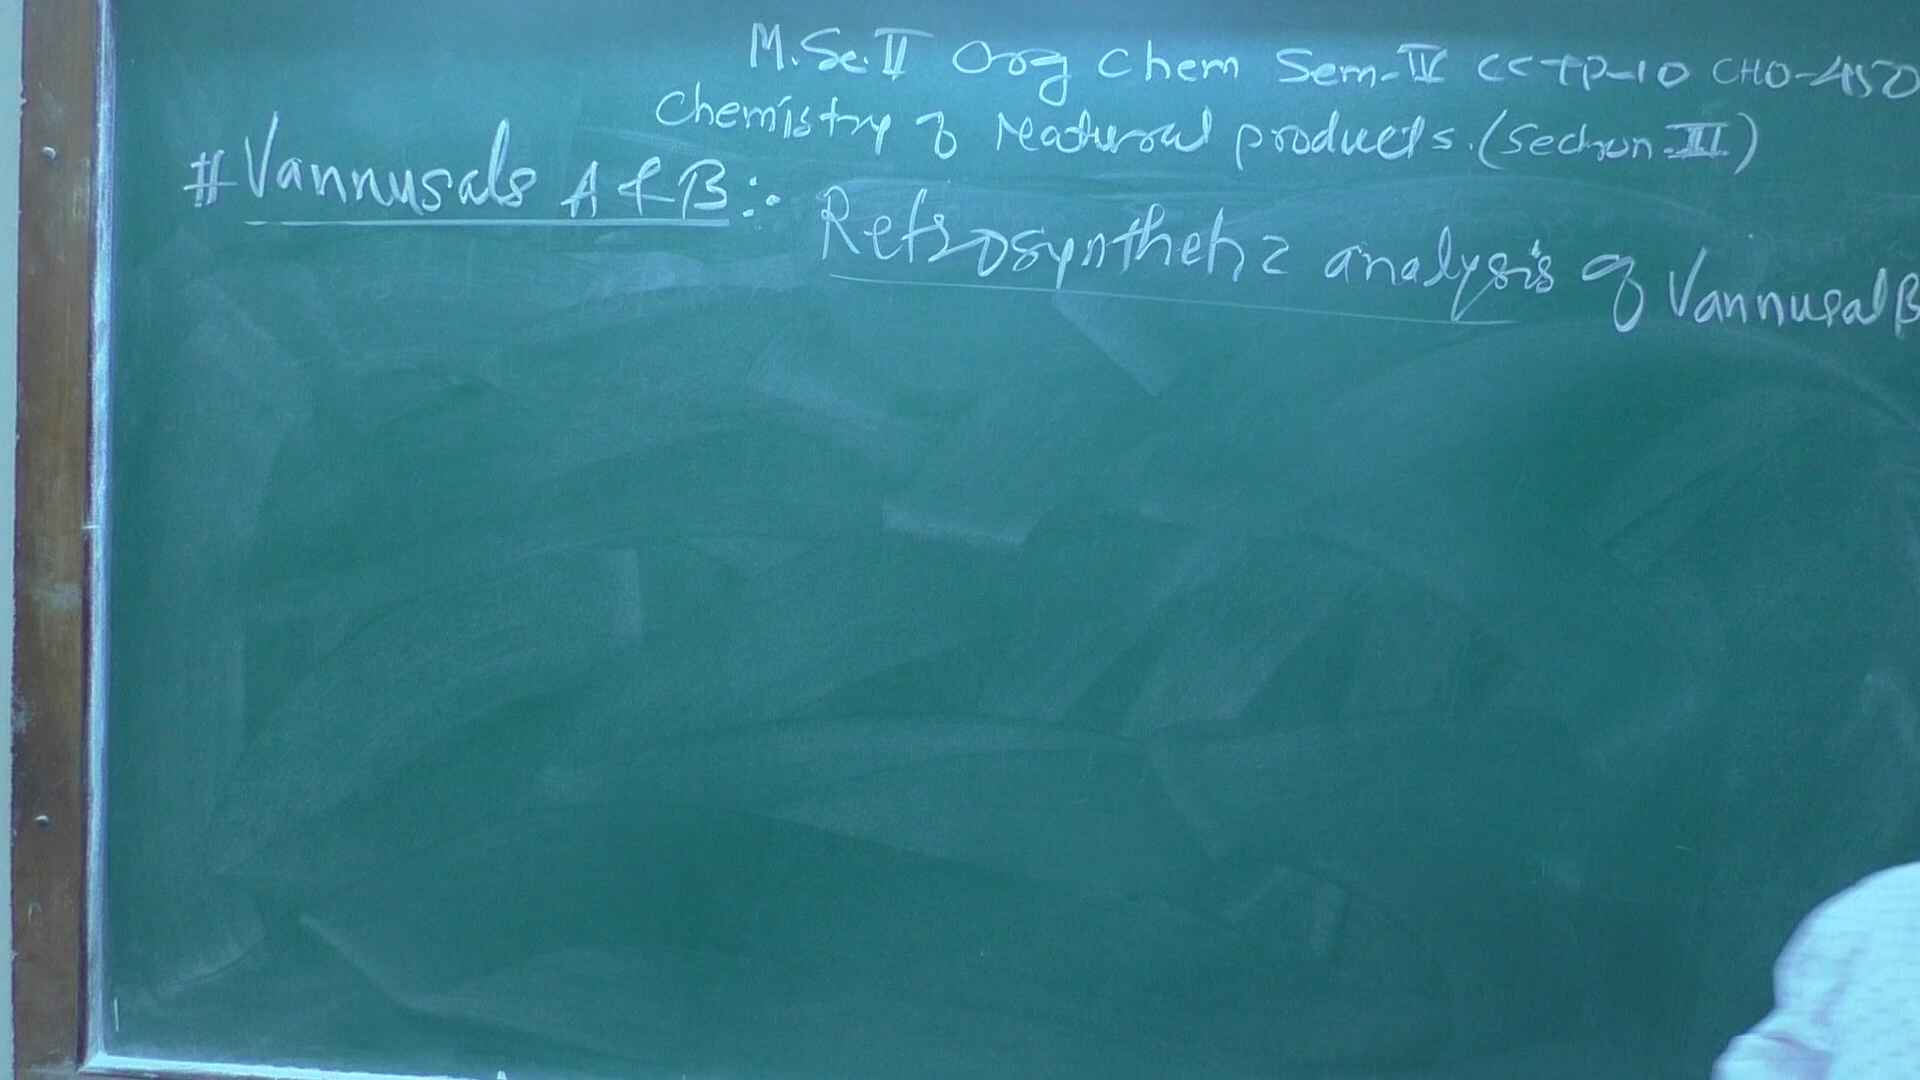 M.Sc.II Org Chem Sem-IV CCTP-10 CHO-450
Chemistry of Natural products. (Section-III)
# Vannusals A & B :-
Retrosynthetic analysis of Vannusal B